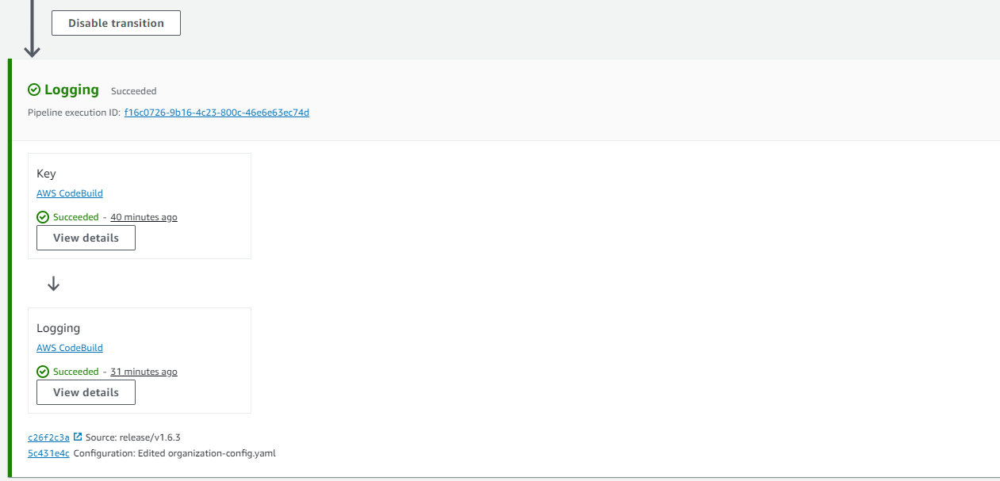 Disable transition
Logging Succeeded
Pipeline execution ID: f16c0726-9b16-4c23-800c-46e6e63ec74d
Key
AWS CodeBuild
Succeeded - 40 minutes ago
View details
Logging
AWS CodeBuild
Succeeded - 31 minutes ago
View details
c26f2c3a Source: release/v1.6.3
5c431e4c Configuration: Edited organization-config.yaml